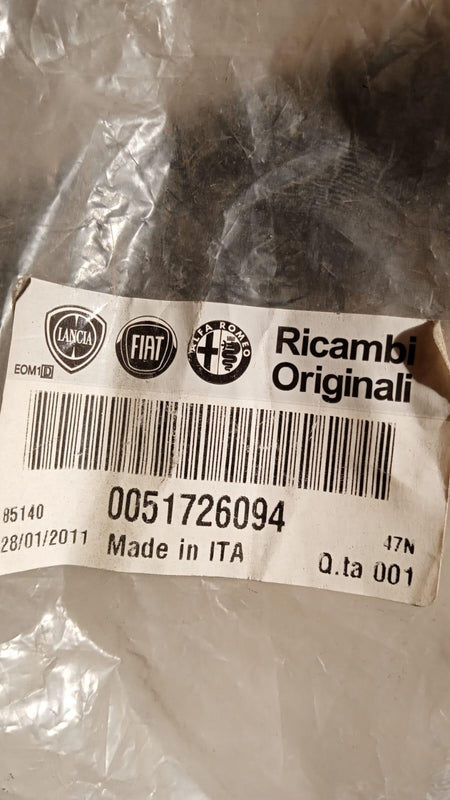 LANCIA
FIAT
ALFA ROMEO
Ricambi
Originali
EOM1D
0051726094
85140
28/01/2011
Made in ITA
47N
Q.ta 001